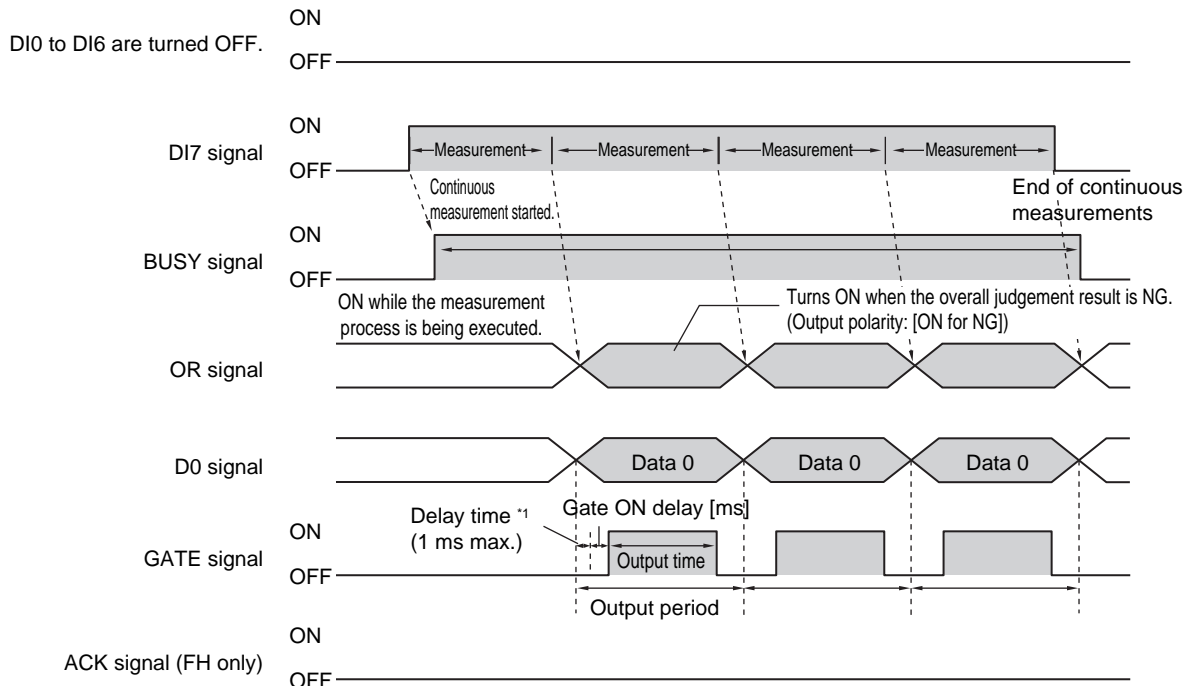 ON
DI0 to DI6 are turned OFF.
OFF
ON
DI7 signal
Measurement
Measurement
Measurement
Measurement
OFF
Continuous
measurement started.
End of continuous
measurements
ON
BUSY signal
OFF
ON while the measurement
process is being executed.
Turns ON when the overall judgement result is NG.
(Output polarity: [ON for NG])
OR signal
D0 signal
Data 0
Data 0
Data 0
Delay time *1
(1 ms max.)
Gate ON delay [ms]
ON
GATE signal
Output time
OFF
Output period
ON
ACK signal (FH only)
OFF